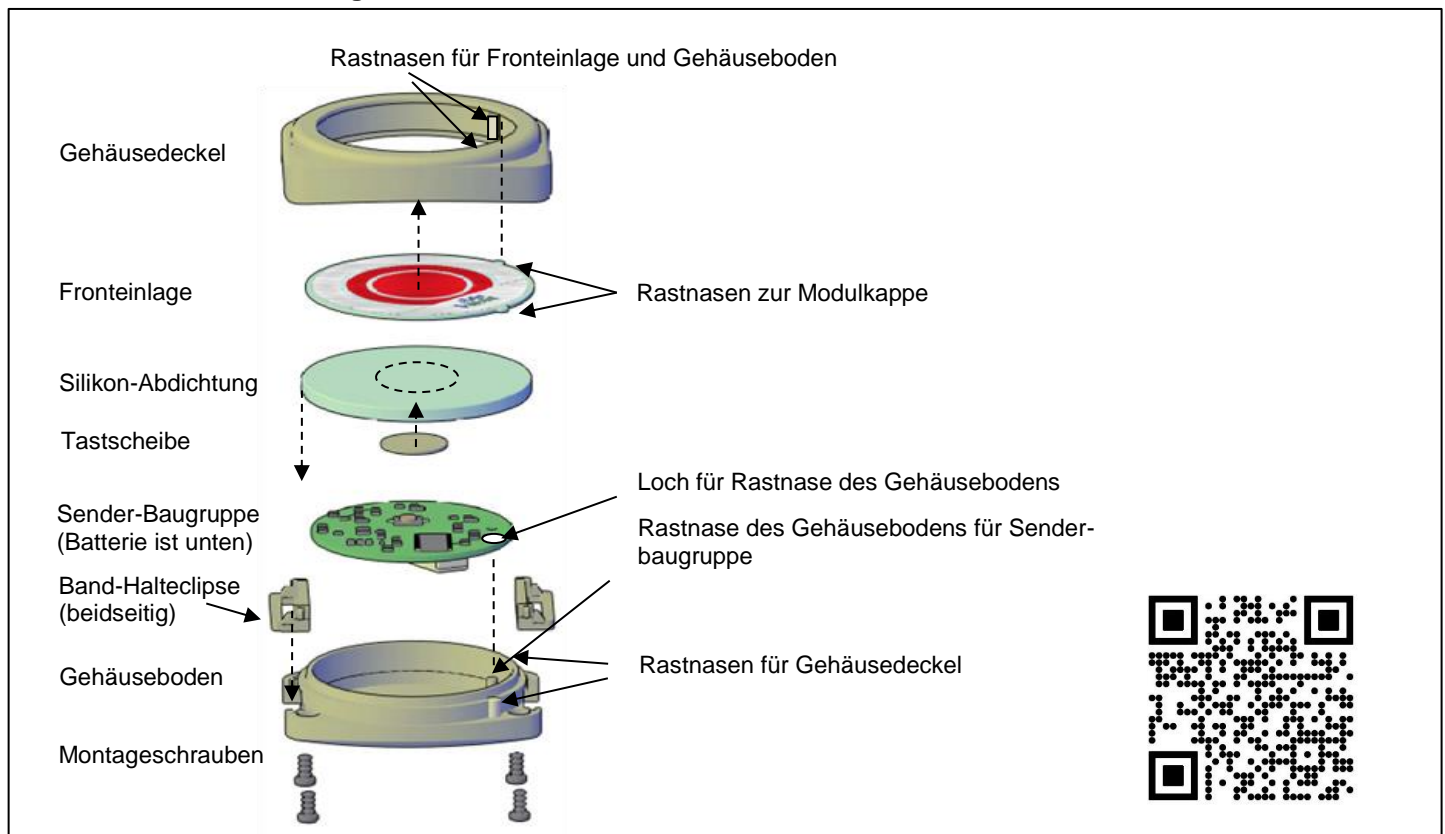 Rastnasen für Fronteinlage und Gehäuseboden
Gehäusedeckel
Fronteinlage
Rastnasen zur Modulkappe
Silikon-Abdichtung
Tastscheibe
Loch für Rastnase des Gehäusebodens
Sender-Baugruppe
(Batterie ist unten)
Rastnase des Gehäusebodens für Sender-
baugruppe
Band-Halteclipse
(beidseitig)
Gehäuseboden
Rastnasen für Gehäusedeckel
Montageschrauben